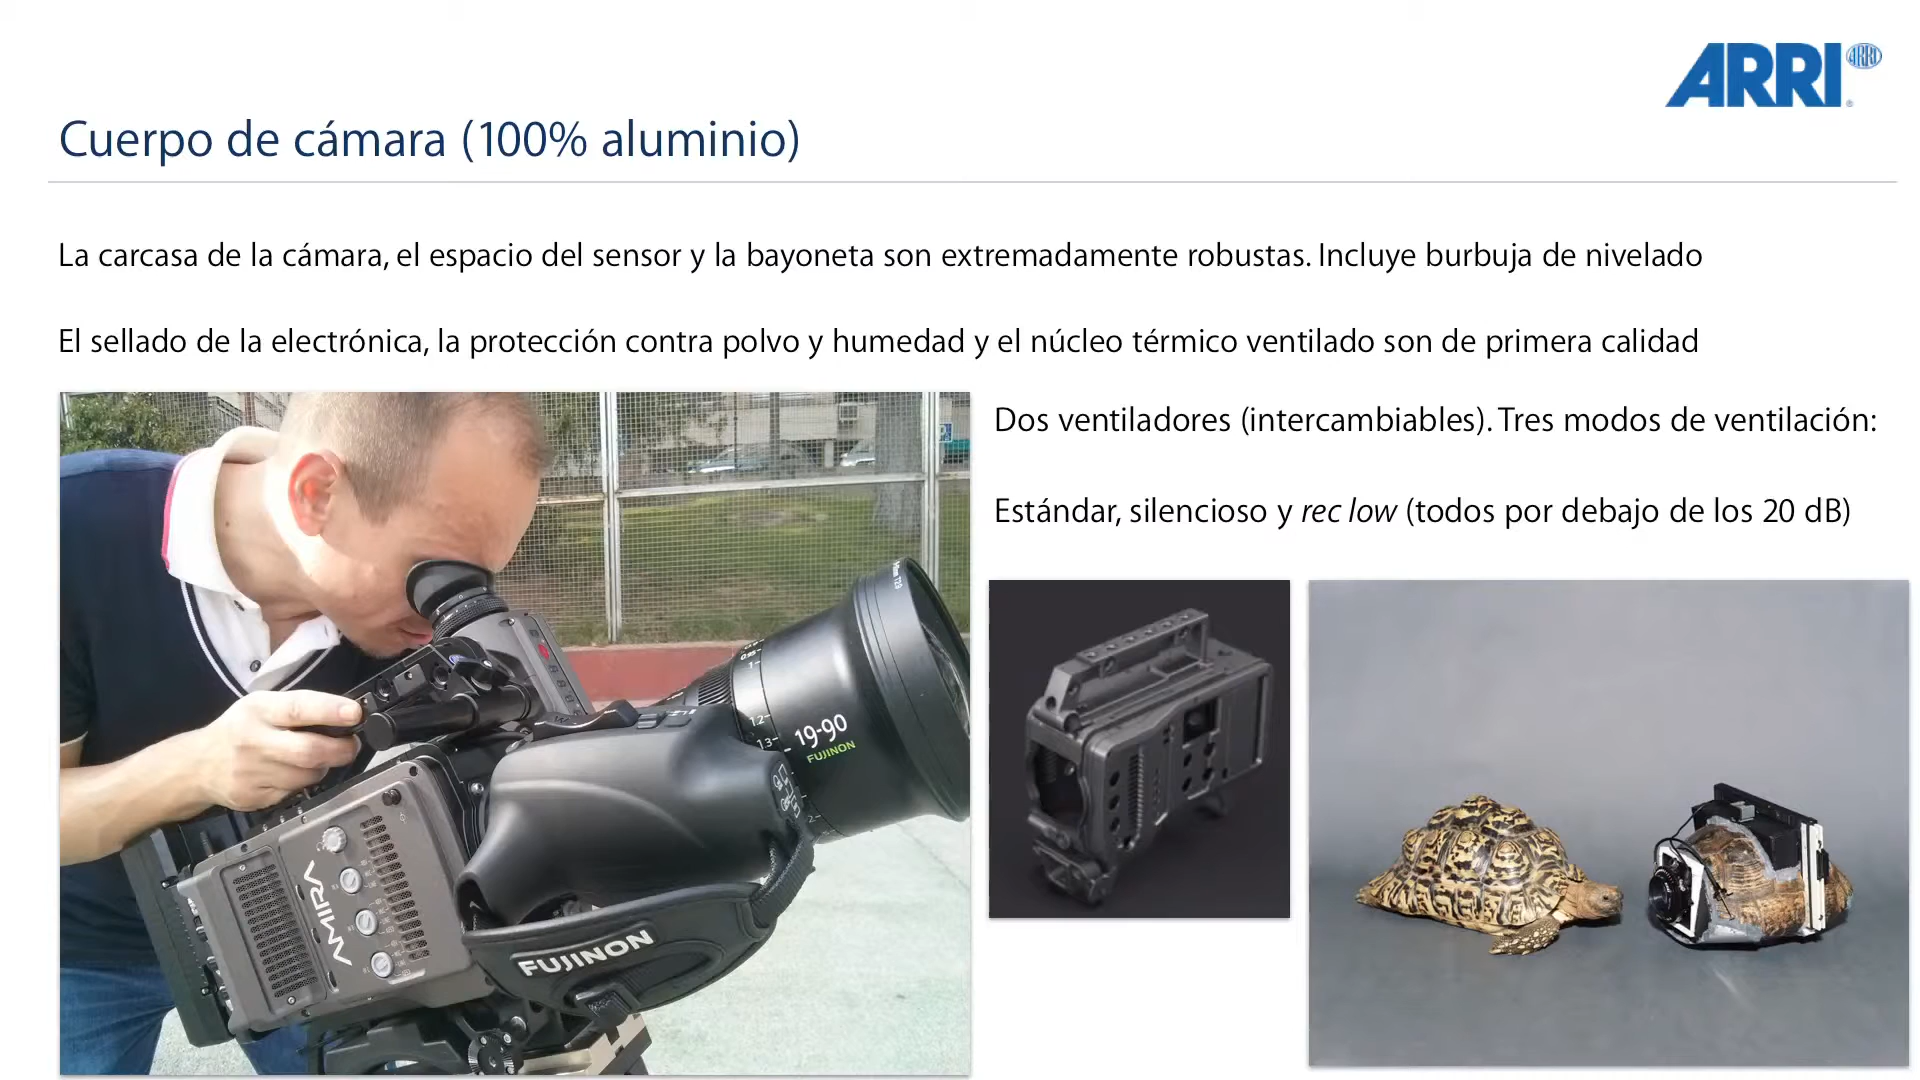 ARRI
Cuerpo de cámara (100% aluminio)
La carcasa de la cámara, el espacio del sensor y la bayoneta son extremadamente robustas. Incluye burbuja de nivelado
El sellado de la electrónica, la protección contra polvo y humedad y el núcleo térmico ventilado son de primera calidad
Dos ventiladores (intercambiables). Tres modos de ventilación:
Estándar, silencioso y rec low (todos por debajo de los 20 dB)
19-90
FUJINON
AMIRA
FUJINON